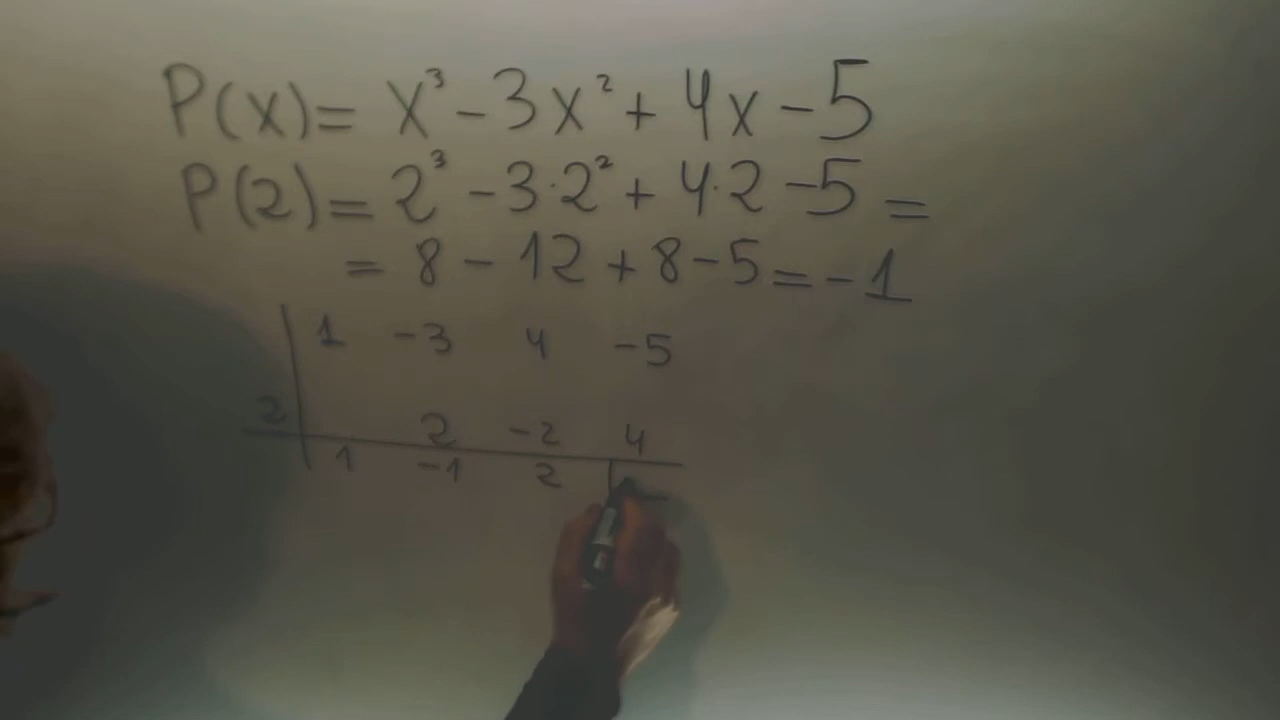 P(x)= x³ - 3x² + 4x - 5
P(2) = 2³ - 3·2² + 4·2 - 5 =
= 8 - 12 + 8 - 5 = - 1
1 -3 4 -5
2 2 -2 4
1 -1 2